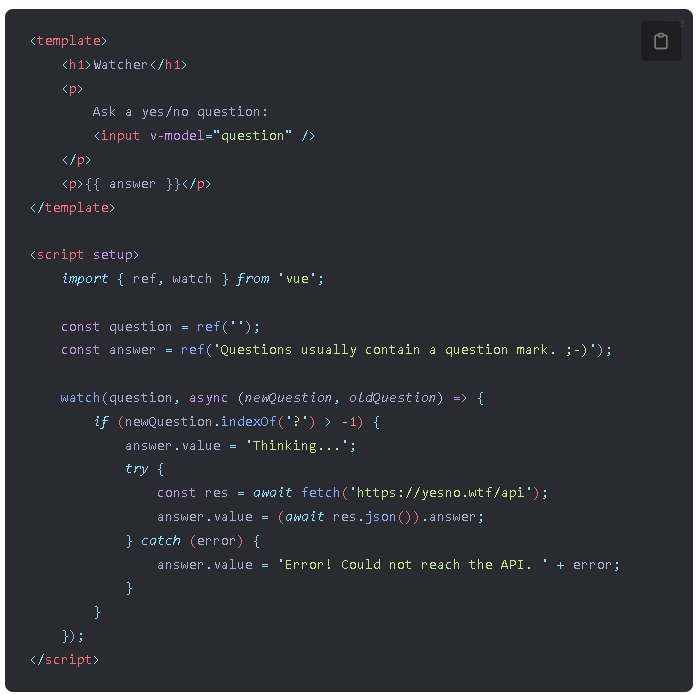 <template>
    <h1>Watcher</h1>
    <p>
        Ask a yes/no question:
        <input v-model="question" />
    </p>
    <p>{{ answer }}</p>
</template>

<script setup>
    import { ref, watch } from 'vue';

    const question = ref('');
    const answer = ref('Questions usually contain a question mark. ;-)');

    watch(question, async (newQuestion, oldQuestion) => {
        if (newQuestion.indexOf('?') > -1) {
            answer.value = 'Thinking...';
            try {
                const res = await fetch('https://yesno.wtf/api');
                answer.value = (await res.json()).answer;
            } catch (error) {
                answer.value = 'Error! Could not reach the API. ' + error;
            }
        }
    });
</script>